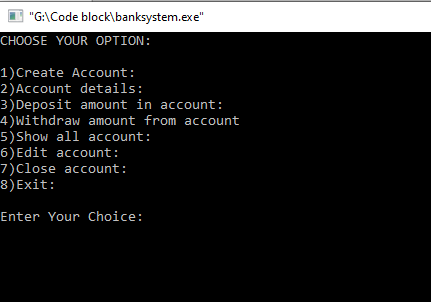 "G:\Code block\banksystem.exe"
CHOOSE YOUR OPTION:
1)Create Account:
2)Account details:
3)Deposit amount in account:
4)Withdraw amount from account
5)Show all account:
6)Edit account:
7)Close account:
8)Exit:
Enter Your Choice: